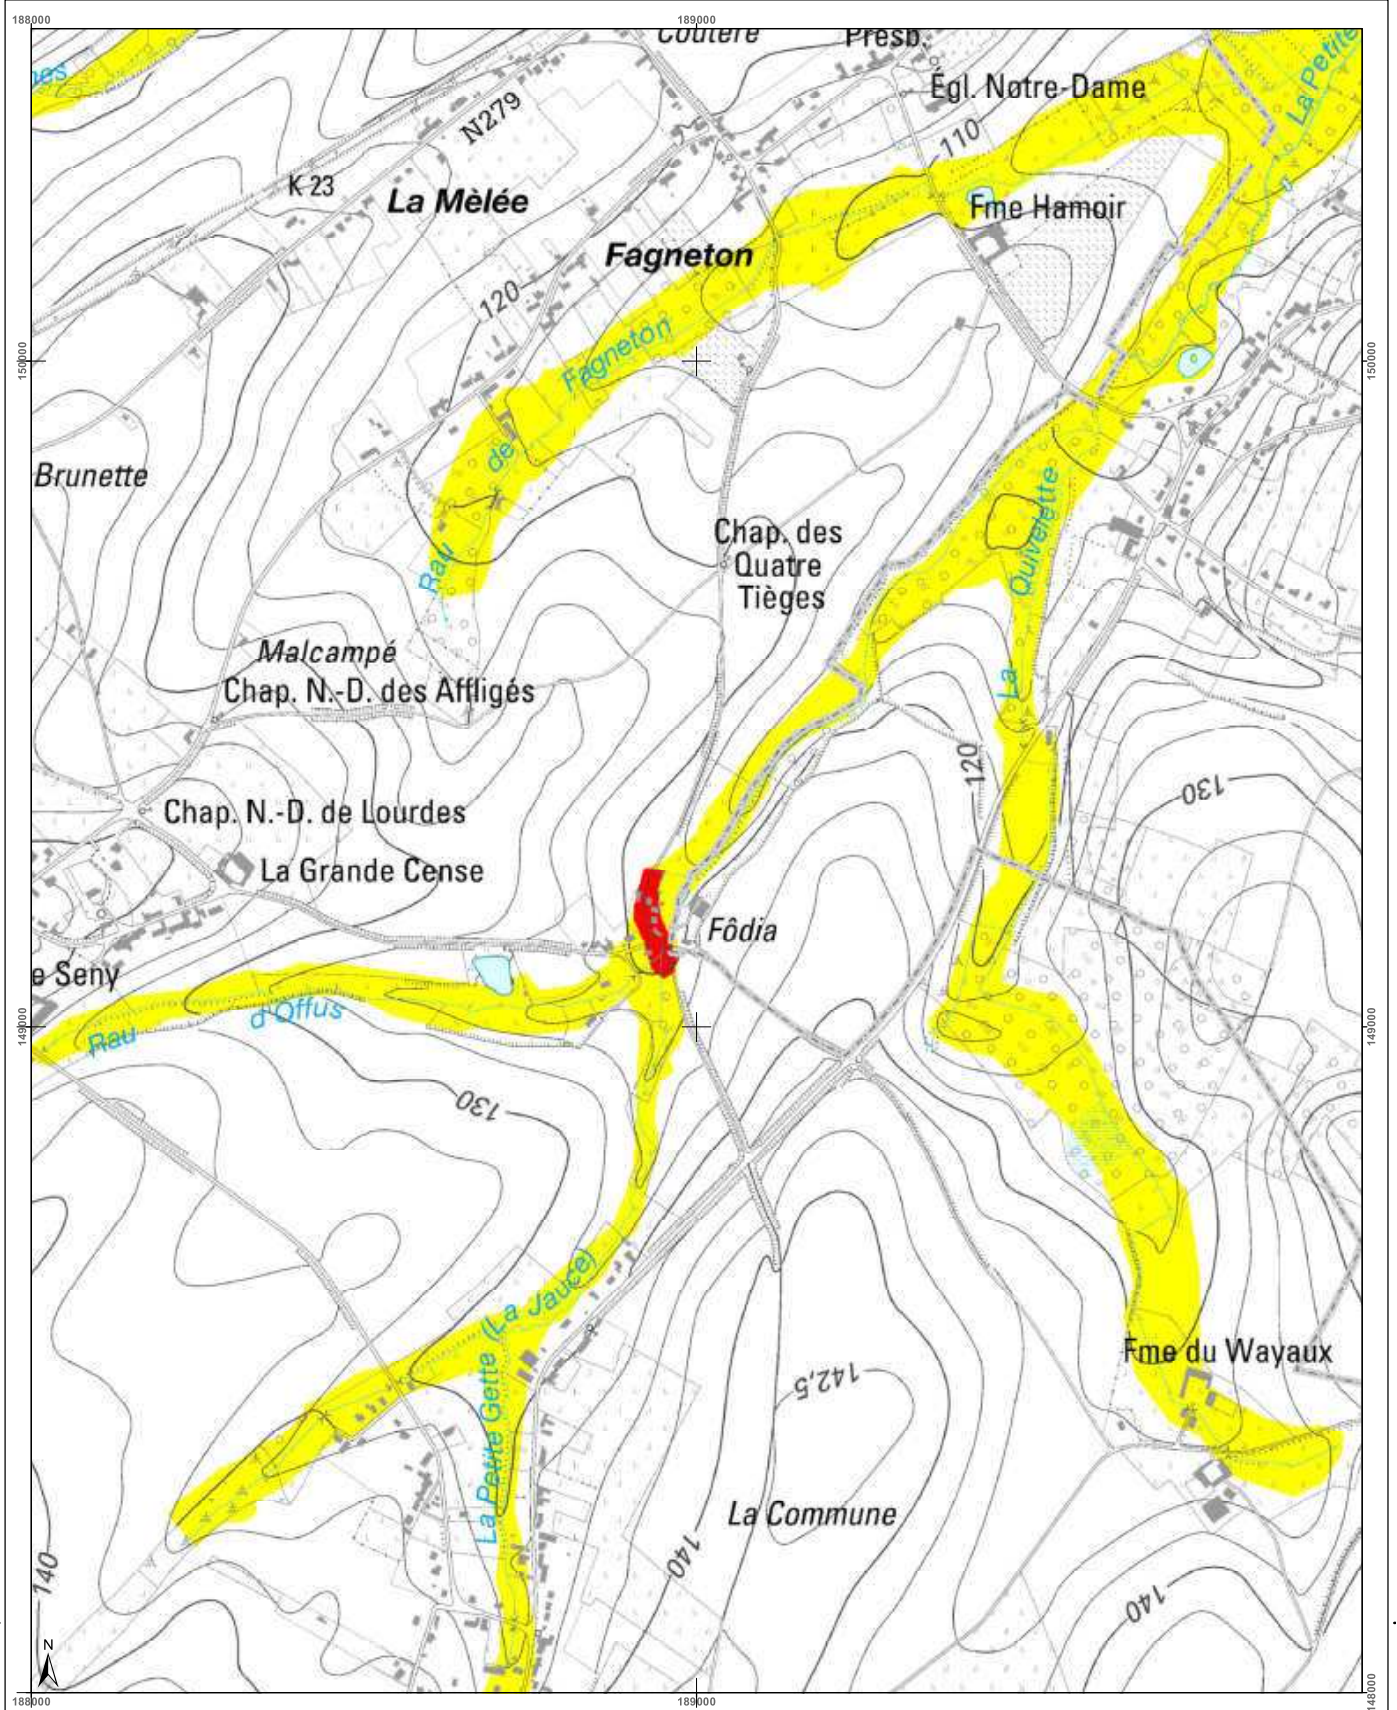 188000
189000
Coutere
Presb.
nes
La Petite
Égl. Notre-Dame
N279
110
K 23
La Mèlée
Fme Hamoir
Fagneton
120
150000
150000
Rau de Fagneton
Brunette
Chap. des
Quatre
Tièges
La Quivelette
Malcampé
Chap. N.-D. des Affligés
120
130
Chap. N.-D. de Lourdes
La Grande Cense
Fôdia
e Seny
Rau d'Offus
149000
149000
130
La Petite Gette (La Jauce)
Fme du Wayaux
142,5
La Commune
140
140
140
N
188000
189000
148000